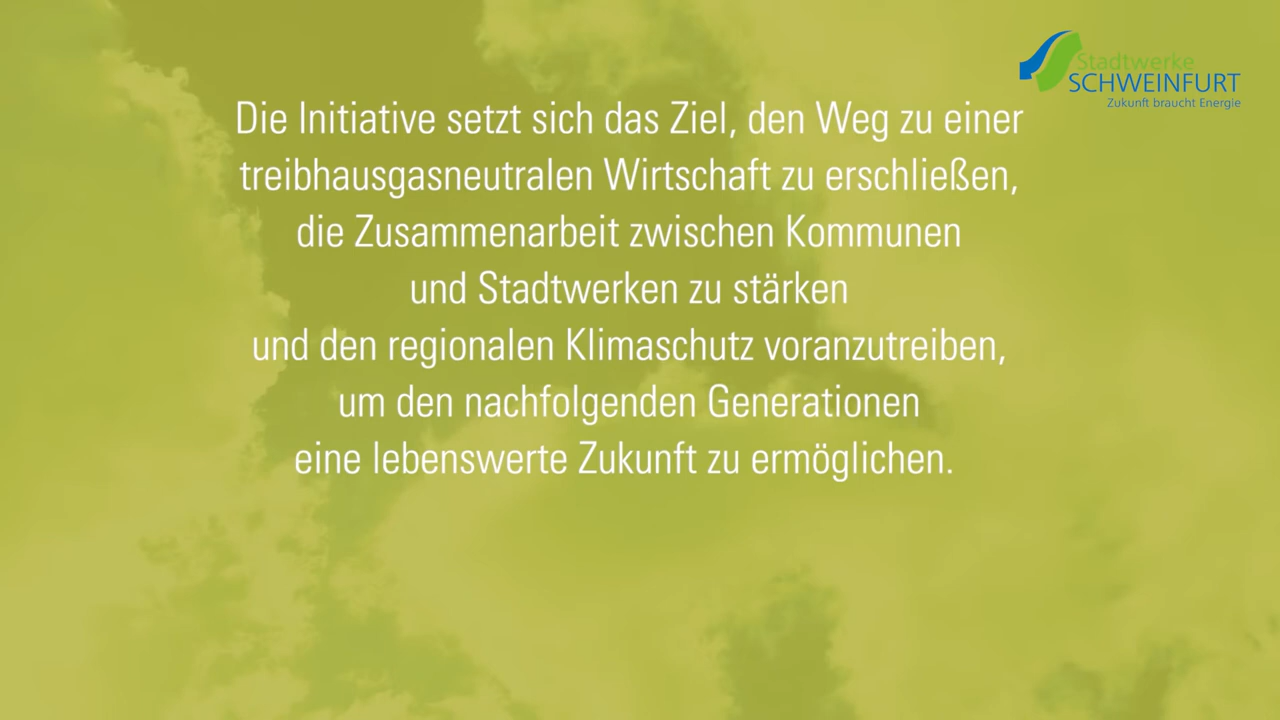 Stadtwerke
SCHWEINFURT
Zukunft braucht Energie
Die Initiative setzt sich das Ziel, den Weg zu einer
treibhausgasneutralen Wirtschaft zu erschließen,
die Zusammenarbeit zwischen Kommunen
und Stadtwerken zu stärken
und den regionalen Klimaschutz voranzutreiben,
um den nachfolgenden Generationen
eine lebenswerte Zukunft zu ermöglichen.